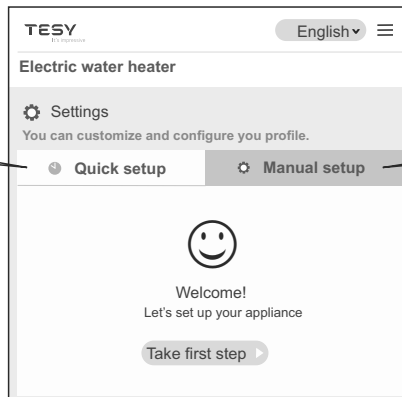 TESY
It's impressive
English
Electric water heater
Settings
You can customize and configure you profile.
Quick setup
Manual setup
Welcome!
Let's set up your appliance
Take first step